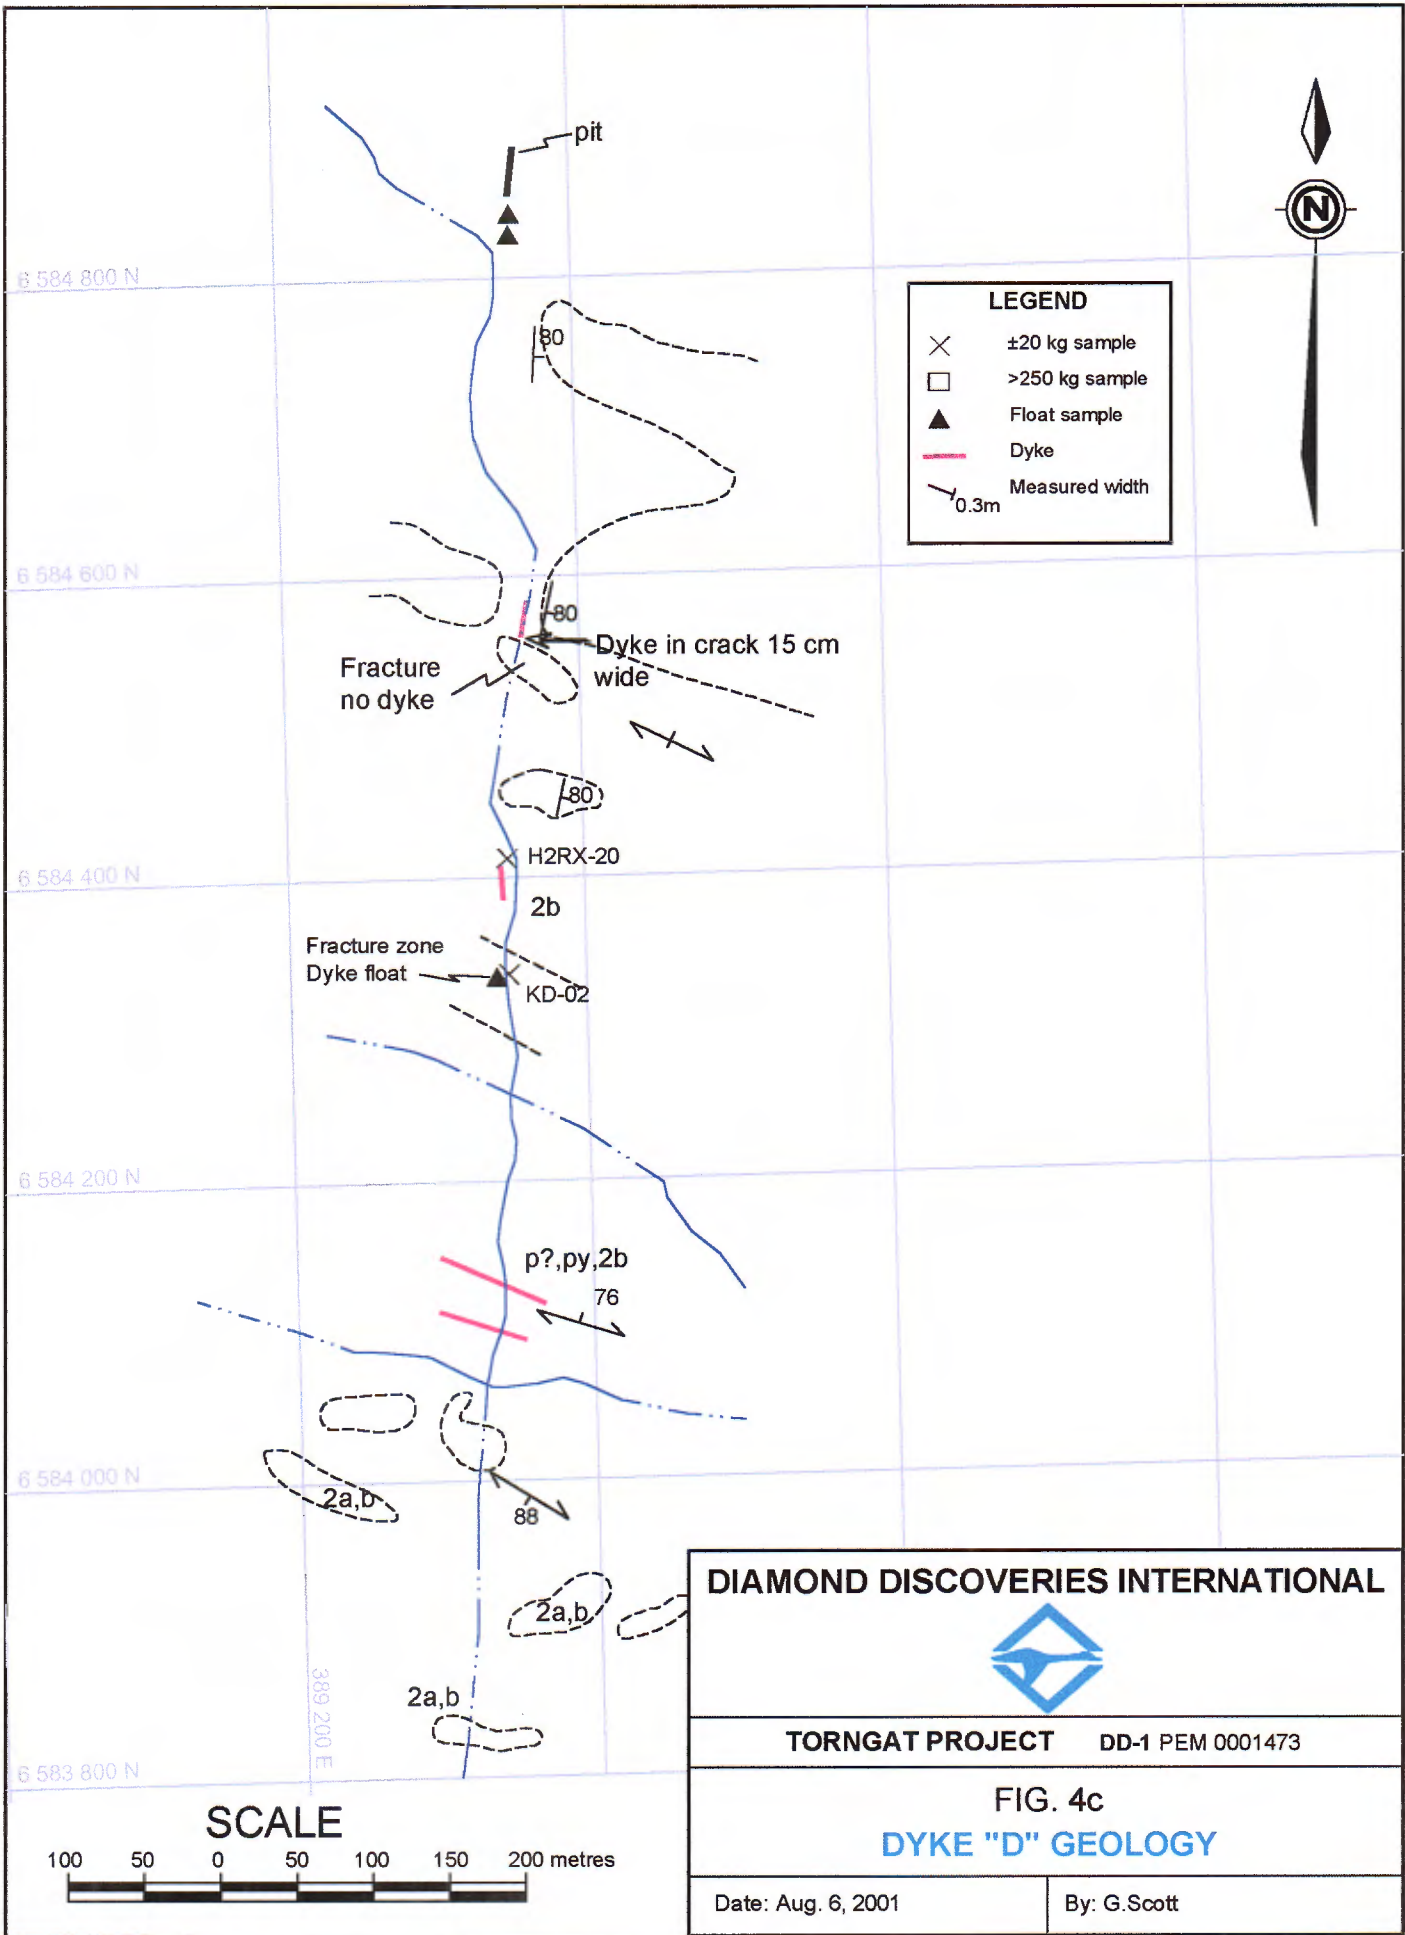 pit
N
6 584 800 N
LEGEND
±20 kg sample
>250 kg sample
Float sample
Dyke
Measured width
0.3m
80
6 584 600 N
80
Dyke in crack 15 cm
wide
Fracture
no dyke
80
H2RX-20
6 584 400 N
2b
Fracture zone
Dyke float
KD-02
6 584 200 N
p?,py,2b
76
6 584 000 N
2a,b
88
2a,b
2a,b
389 200 E
6 583 800 N
SCALE
100 50 0 50 100 150 200 metres
DIAMOND DISCOVERIES INTERNATIONAL
TORNGAT PROJECT DD-1 PEM 0001473
FIG. 4c
DYKE "D" GEOLOGY
Date: Aug. 6, 2001
By: G.Scott